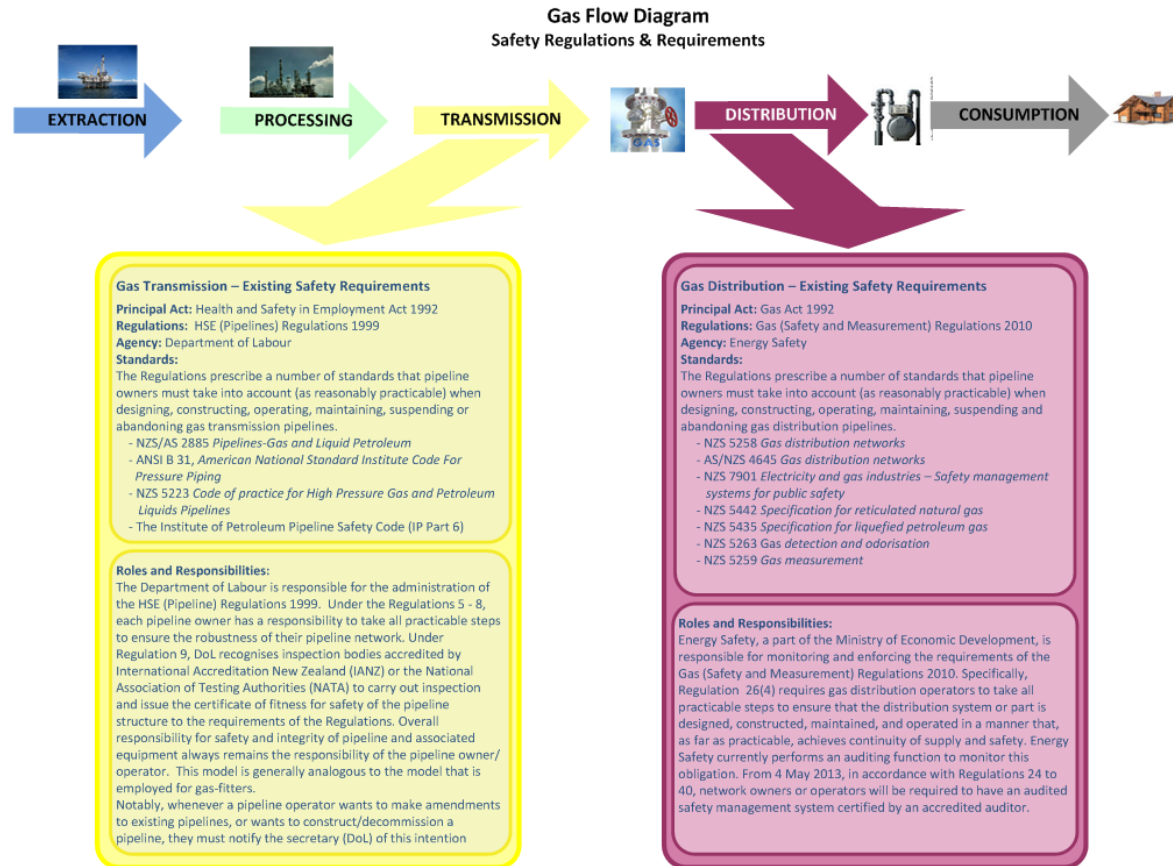 Gas Flow Diagram
Safety Regulations & Requirements
EXTRACTION
PROCESSING
TRANSMISSION
GAS
DISTRIBUTION
CONSUMPTION
Gas Transmission – Existing Safety Requirements
Principal Act: Health and Safety in Employment Act 1992
Regulations: HSE (Pipelines) Regulations 1999
Agency: Department of Labour
Standards:
The Regulations prescribe a number of standards that pipeline
owners must take into account (as reasonably practicable) when
designing, constructing, operating, maintaining, suspending or
abandoning gas transmission pipelines.
- NZS/AS 2885 Pipelines-Gas and Liquid Petroleum
- ANSI B 31, American National Standard Institute Code For
Pressure Piping
- NZS 5223 Code of practice for High Pressure Gas and Petroleum
Liquids Pipelines
- The Institute of Petroleum Pipeline Safety Code (IP Part 6)
Roles and Responsibilities:
The Department of Labour is responsible for the administration of
the HSE (Pipeline) Regulations 1999. Under the Regulations 5 - 8,
each pipeline owner has a responsibility to take all practicable steps
to ensure the robustness of their pipeline network. Under
Regulation 9, DoL recognises inspection bodies accredited by
International Accreditation New Zealand (IANZ) or the National
Association of Testing Authorities (NATA) to carry out inspection
and issue the certificate of fitness for safety of the pipeline
structure to the requirements of the Regulations. Overall
responsibility for safety and integrity of pipeline and associated
equipment always remains the responsibility of the pipeline owner/
operator. This model is generally analogous to the model that is
employed for gas-fitters.
Notably, whenever a pipeline operator wants to make amendments
to existing pipelines, or wants to construct/decommission a
pipeline, they must notify the secretary (DoL) of this intention
Gas Distribution – Existing Safety Requirements
Principal Act: Gas Act 1992
Regulations: Gas (Safety and Measurement) Regulations 2010
Agency: Energy Safety
Standards:
The Regulations prescribe a number of standards that pipeline
owners must take into account (as reasonably practicable) when
designing, constructing, operating, maintaining, suspending and
abandoning gas distribution pipelines.
- NZS 5258 Gas distribution networks
- AS/NZS 4645 Gas distribution networks
- NZS 7901 Electricity and gas industries – Safety management
systems for public safety
- NZS 5442 Specification for reticulated natural gas
- NZS 5435 Specification for liquefied petroleum gas
- NZS 5263 Gas detection and odorisation
- NZS 5259 Gas measurement
Roles and Responsibilities:
Energy Safety, a part of the Ministry of Economic Development, is
responsible for monitoring and enforcing the requirements of the
Gas (Safety and Measurement) Regulations 2010. Specifically,
Regulation 26(4) requires gas distribution operators to take all
practicable steps to ensure that the distribution system or part is
designed, constructed, maintained, and operated in a manner that,
as far as practicable, achieves continuity of supply and safety. Energy
Safety currently performs an auditing function to monitor this
obligation. From 4 May 2013, in accordance with Regulations 24 to
40, network owners or operators will be required to have an audited
safety management system certified by an accredited auditor.